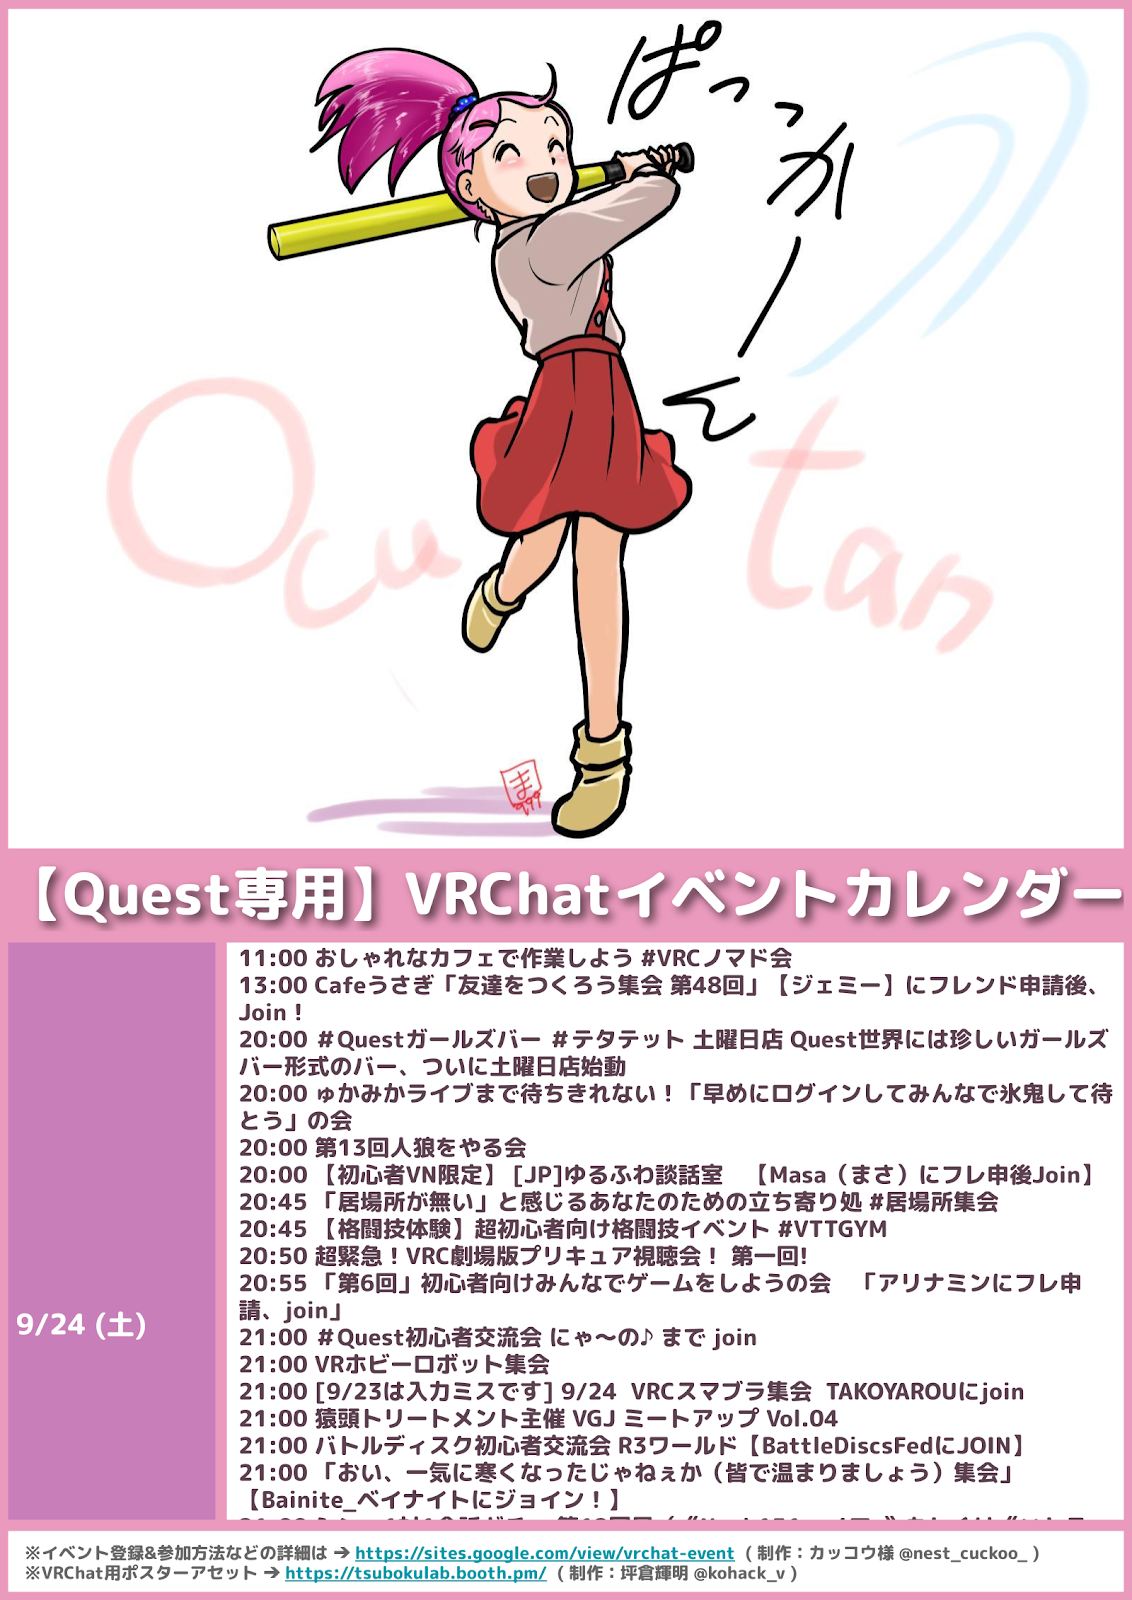 ぱっっかーん
Ocu tan
ま
【Quest専用】VRChatイベントカレンダー
9/24 (土)
11:00 おしゃれなカフェで作業しよう #VRCノマド会
13:00 Cafeうさぎ「友達をつくろう集会 第48回」【ジェミー】にフレンド申請後、
Join！
20:00 ＃Questガールズバー ＃テタテット 土曜日店 Quest世界には珍しいガールズ
バー形式のバー、ついに土曜日店始動
20:00 ゅかみかライブまで待ちきれない！「早めにログインしてみんなで氷鬼して待
とう」の会
20:00 第13回人狼をやる会
20:00 【初心者VN限定】 [JP]ゆるふわ談話室　【Masa（まさ）にフレ申後Join】
20:45 「居場所が無い」と感じるあなたのための立ち寄り処 #居場所集会
20:45 【格闘技体験】超初心者向け格闘技イベント #VTTGYM
20:50 超緊急！VRC劇場版プリキュア視聴会！ 第一回!
20:55 「第6回」初心者向けみんなでゲームをしようの会　「アリナミンにフレ申
請、join」
21:00 ＃Quest初心者交流会 にゃ〜の♪ まで join
21:00 VRホビーロボット集会
21:00 [9/23は入力ミスです] 9/24 VRCスマブラ集会 TAKOYAROUにjoin
21:00 猿頭トリートメント主催 VGJ ミートアップ Vol.04
21:00 バトルディスク初心者交流会 R3ワールド【BattleDiscsFedにJOIN】
21:00 「おい、一気に寒くなったじゃねぇか（皆で温まりましょう）集会」
【Bainite_ベイナイトにジョイン！】
※イベント登録&参加方法などの詳細は → https://sites.google.com/view/vrchat-event （ 制作：カッコウ様 @nest_cuckoo_ ）
※VRChat用ポスターアセット → https://tsubokulab.booth.pm/ （ 制作：坪倉輝明 @kohack_v ）